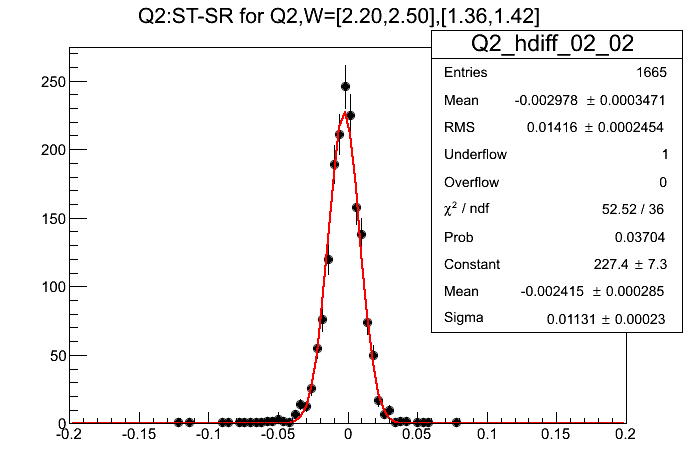 Q2:ST-SR for Q2,W=[2.20,2.50],[1.36,1.42]
Q2_hdiff_02_02
Entries 1665
Mean -0.002978 ± 0.0003471
RMS 0.01416 ± 0.0002454
Underflow 1
Overflow 0
χ² / ndf 52.52 / 36
Prob 0.03704
Constant 227.4 ± 7.3
Mean -0.002415 ± 0.000285
Sigma 0.01131 ± 0.00023
250
200
150
100
50
0
-0.2 -0.15 -0.1 -0.05 0 0.05 0.1 0.15 0.2